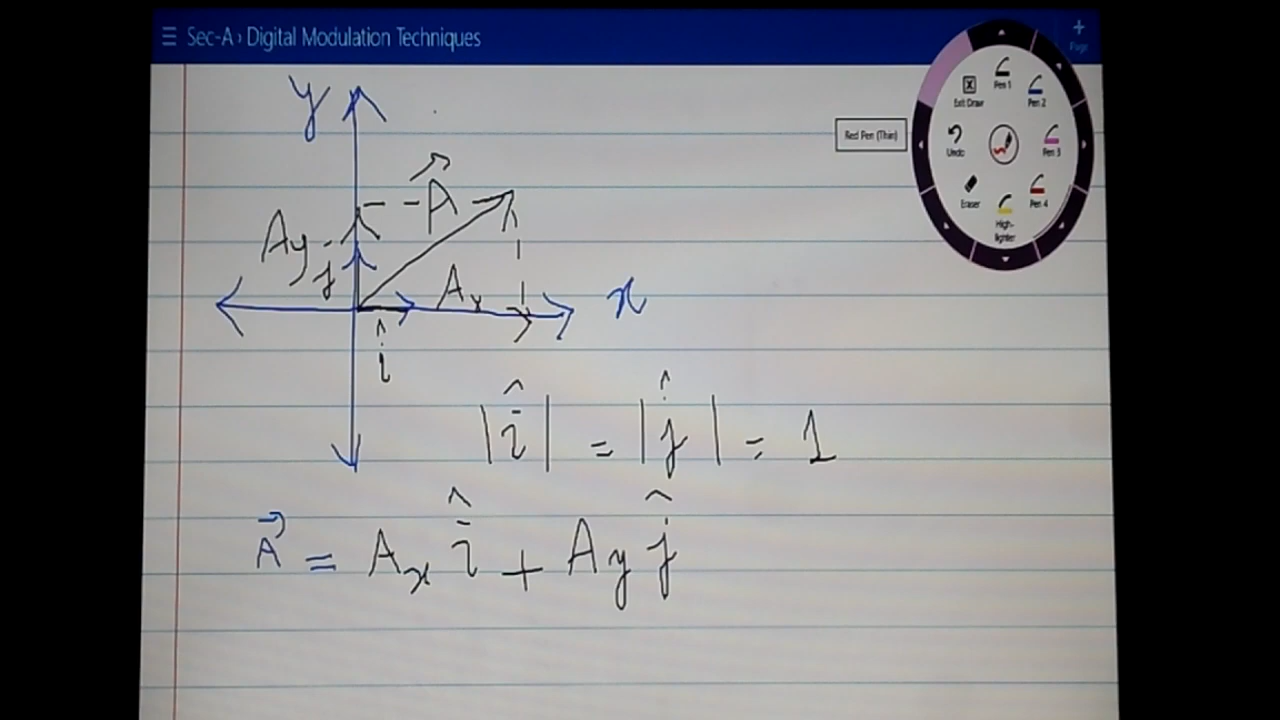 ≡ Sec-A › Digital Modulation Techniques
+
Page
Exit Draw
Pen 1
Pen 2
Red Pen (Thin)
Undo
Pen 3
Eraser
Pen 4
High-lighter
y
A⃗
Ay
ĵ
Ax
x
î
|î| = |ĵ| = 1
A⃗ = Ax î + Ay ĵ